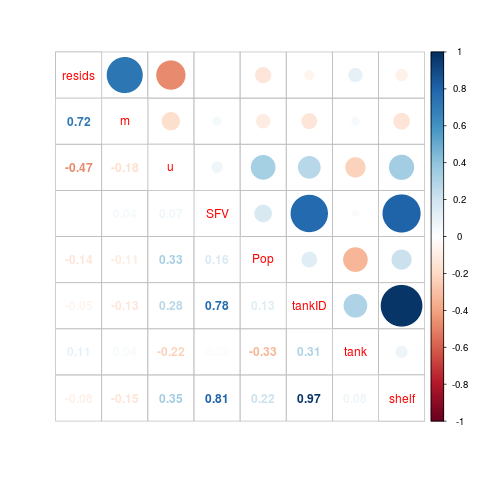 resids
0.72 m
-0.47 -0.18 u
0.04 0.07 SFV
-0.14 -0.11 0.33 0.16 Pop
-0.05 -0.13 0.28 0.78 0.13 tankID
0.11 0.04 -0.22 -0.33 0.31 tank
-0.08 -0.15 0.35 0.81 0.22 0.97 0.08 shelf
1
0.8
0.6
0.4
0.2
0
-0.2
-0.4
-0.6
-0.8
-1